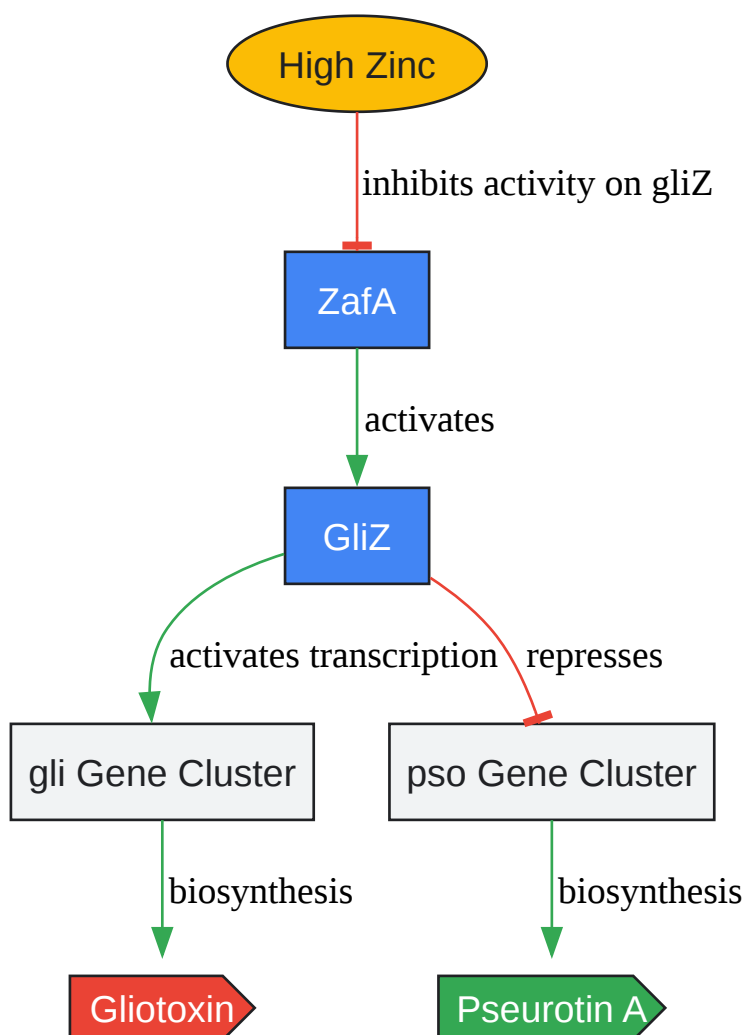 High Zinc
inhibits activity on gliZ
ZafA
activates
GliZ
activates transcription
represses
gli Gene Cluster
pso Gene Cluster
biosynthesis
biosynthesis
Gliotoxin
Pseurotin A